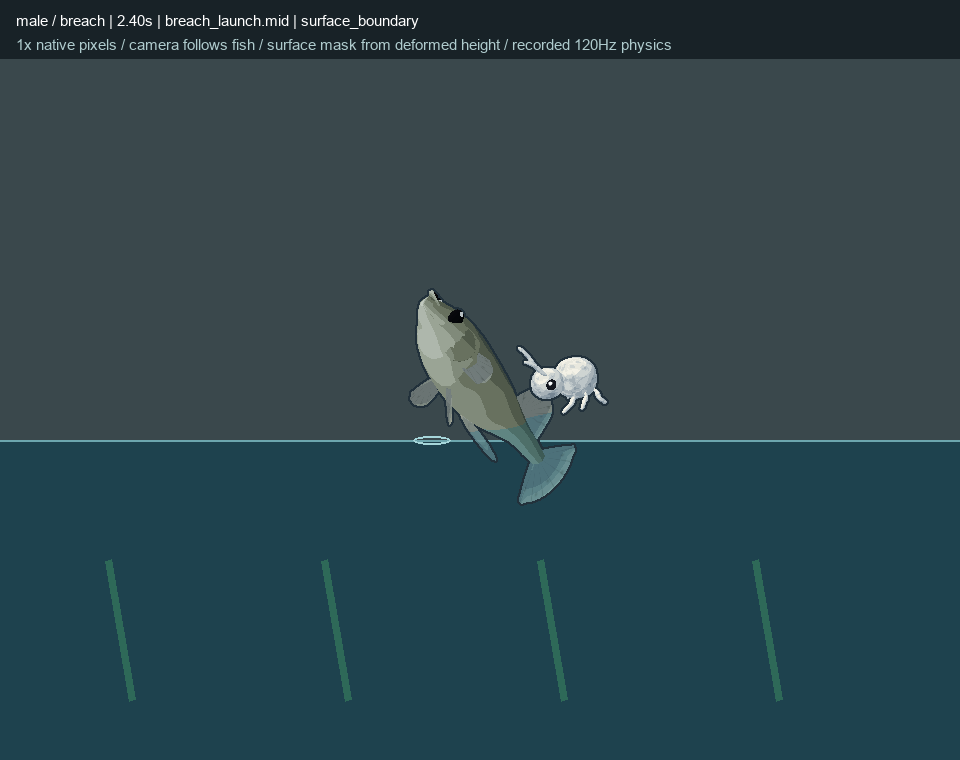 male / breach | 2.40s | breach_launch.mid | surface_boundary
1x native pixels / camera follows fish / surface mask from deformed height / recorded 120Hz physics